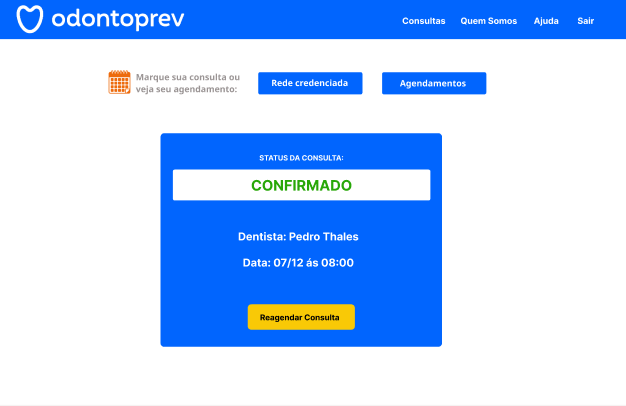 odontoprev
Consultas Quem Somos Ajuda Sair
Marque sua consulta ou
veja seu agendamento:
Rede credenciada
Agendamentos
STATUS DA CONSULTA:
CONFIRMADO
Dentista: Pedro Thales
Data: 07/12 ás 08:00
Reagendar Consulta